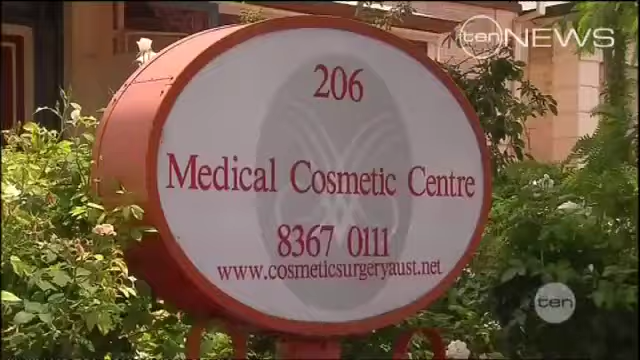 ten NEWS
206
Medical Cosmetic Centre
8367 0111
www.cosmeticsurgeryaust.net
ten